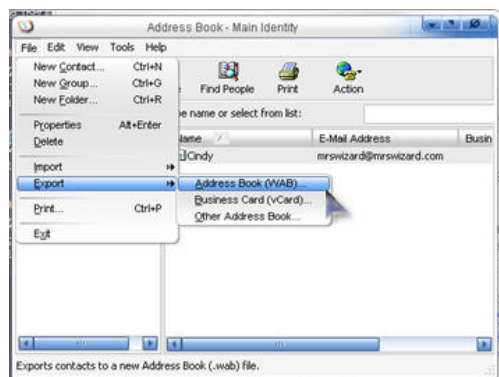 Address Book - Main Identity
File Edit View Tools Help
New Contact... Ctrl+N
New Group... Ctrl+G
New Folder... Ctrl+R
Properties Alt+Enter
Delete
Import
Export
Print... Ctrl+P
Exit
Find People Print Action
name or select from list:
Name E-Mail Address Busin
Cindy mrswizard@mrswizard.com
Address Book (WAB)...
Business Card (vCard)...
Other Address Book...
Exports contacts to a new Address Book (.wab) file.